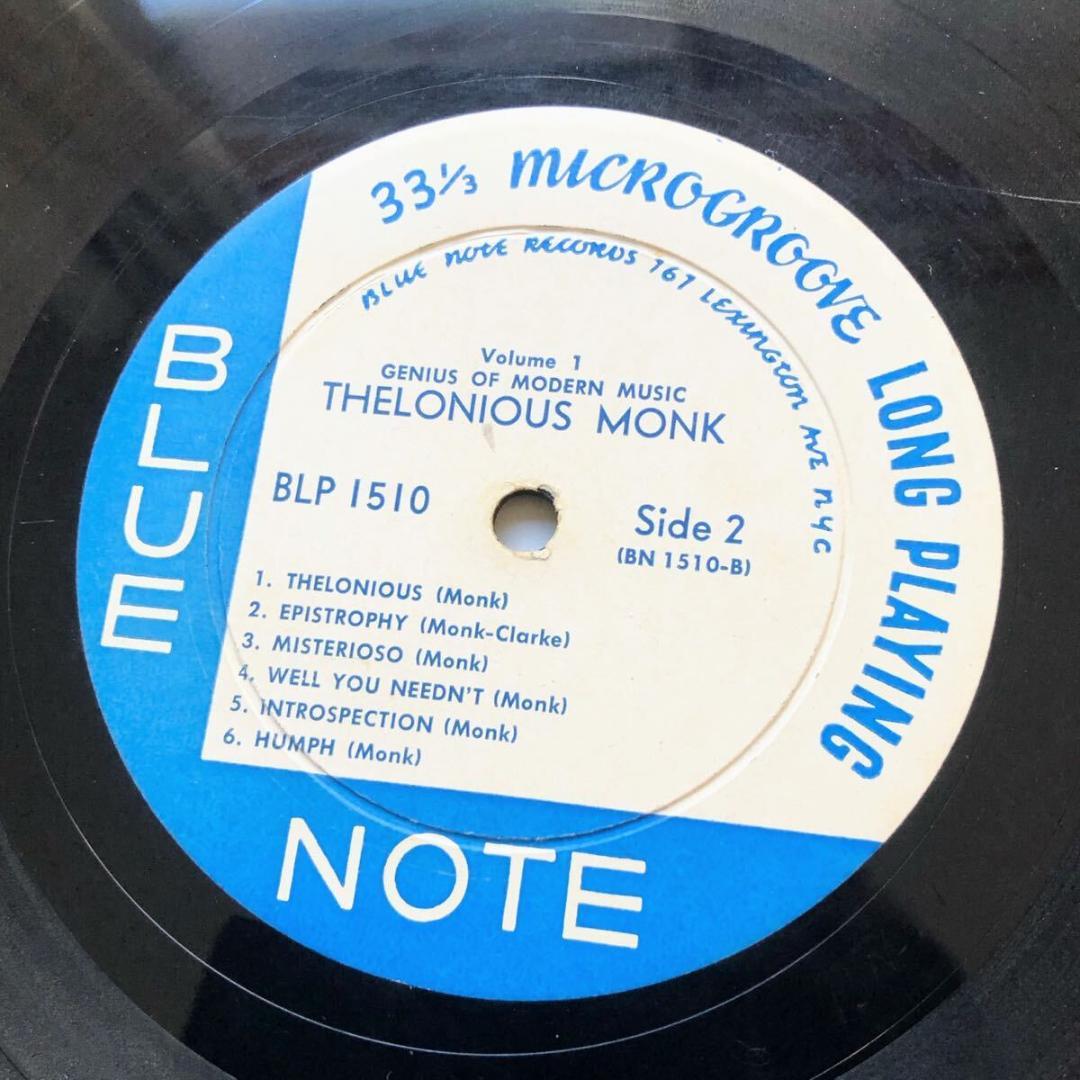 33⅓ MICROGROOVE LONG PLAYING
BLUE NOTE RECORDS 767 LEXINGTON AVE NYC
Volume 1
GENIUS OF MODERN MUSIC
THELONIOUS MONK
BLP 1510
Side 2
(BN 1510-B)
1. THELONIOUS (Monk)
2. EPISTROPHY (Monk-Clarke)
3. MISTERIOSO (Monk)
4. WELL YOU NEEDN'T (Monk)
5. INTROSPECTION (Monk)
6. HUMPH (Monk)
BLUE
NOTE